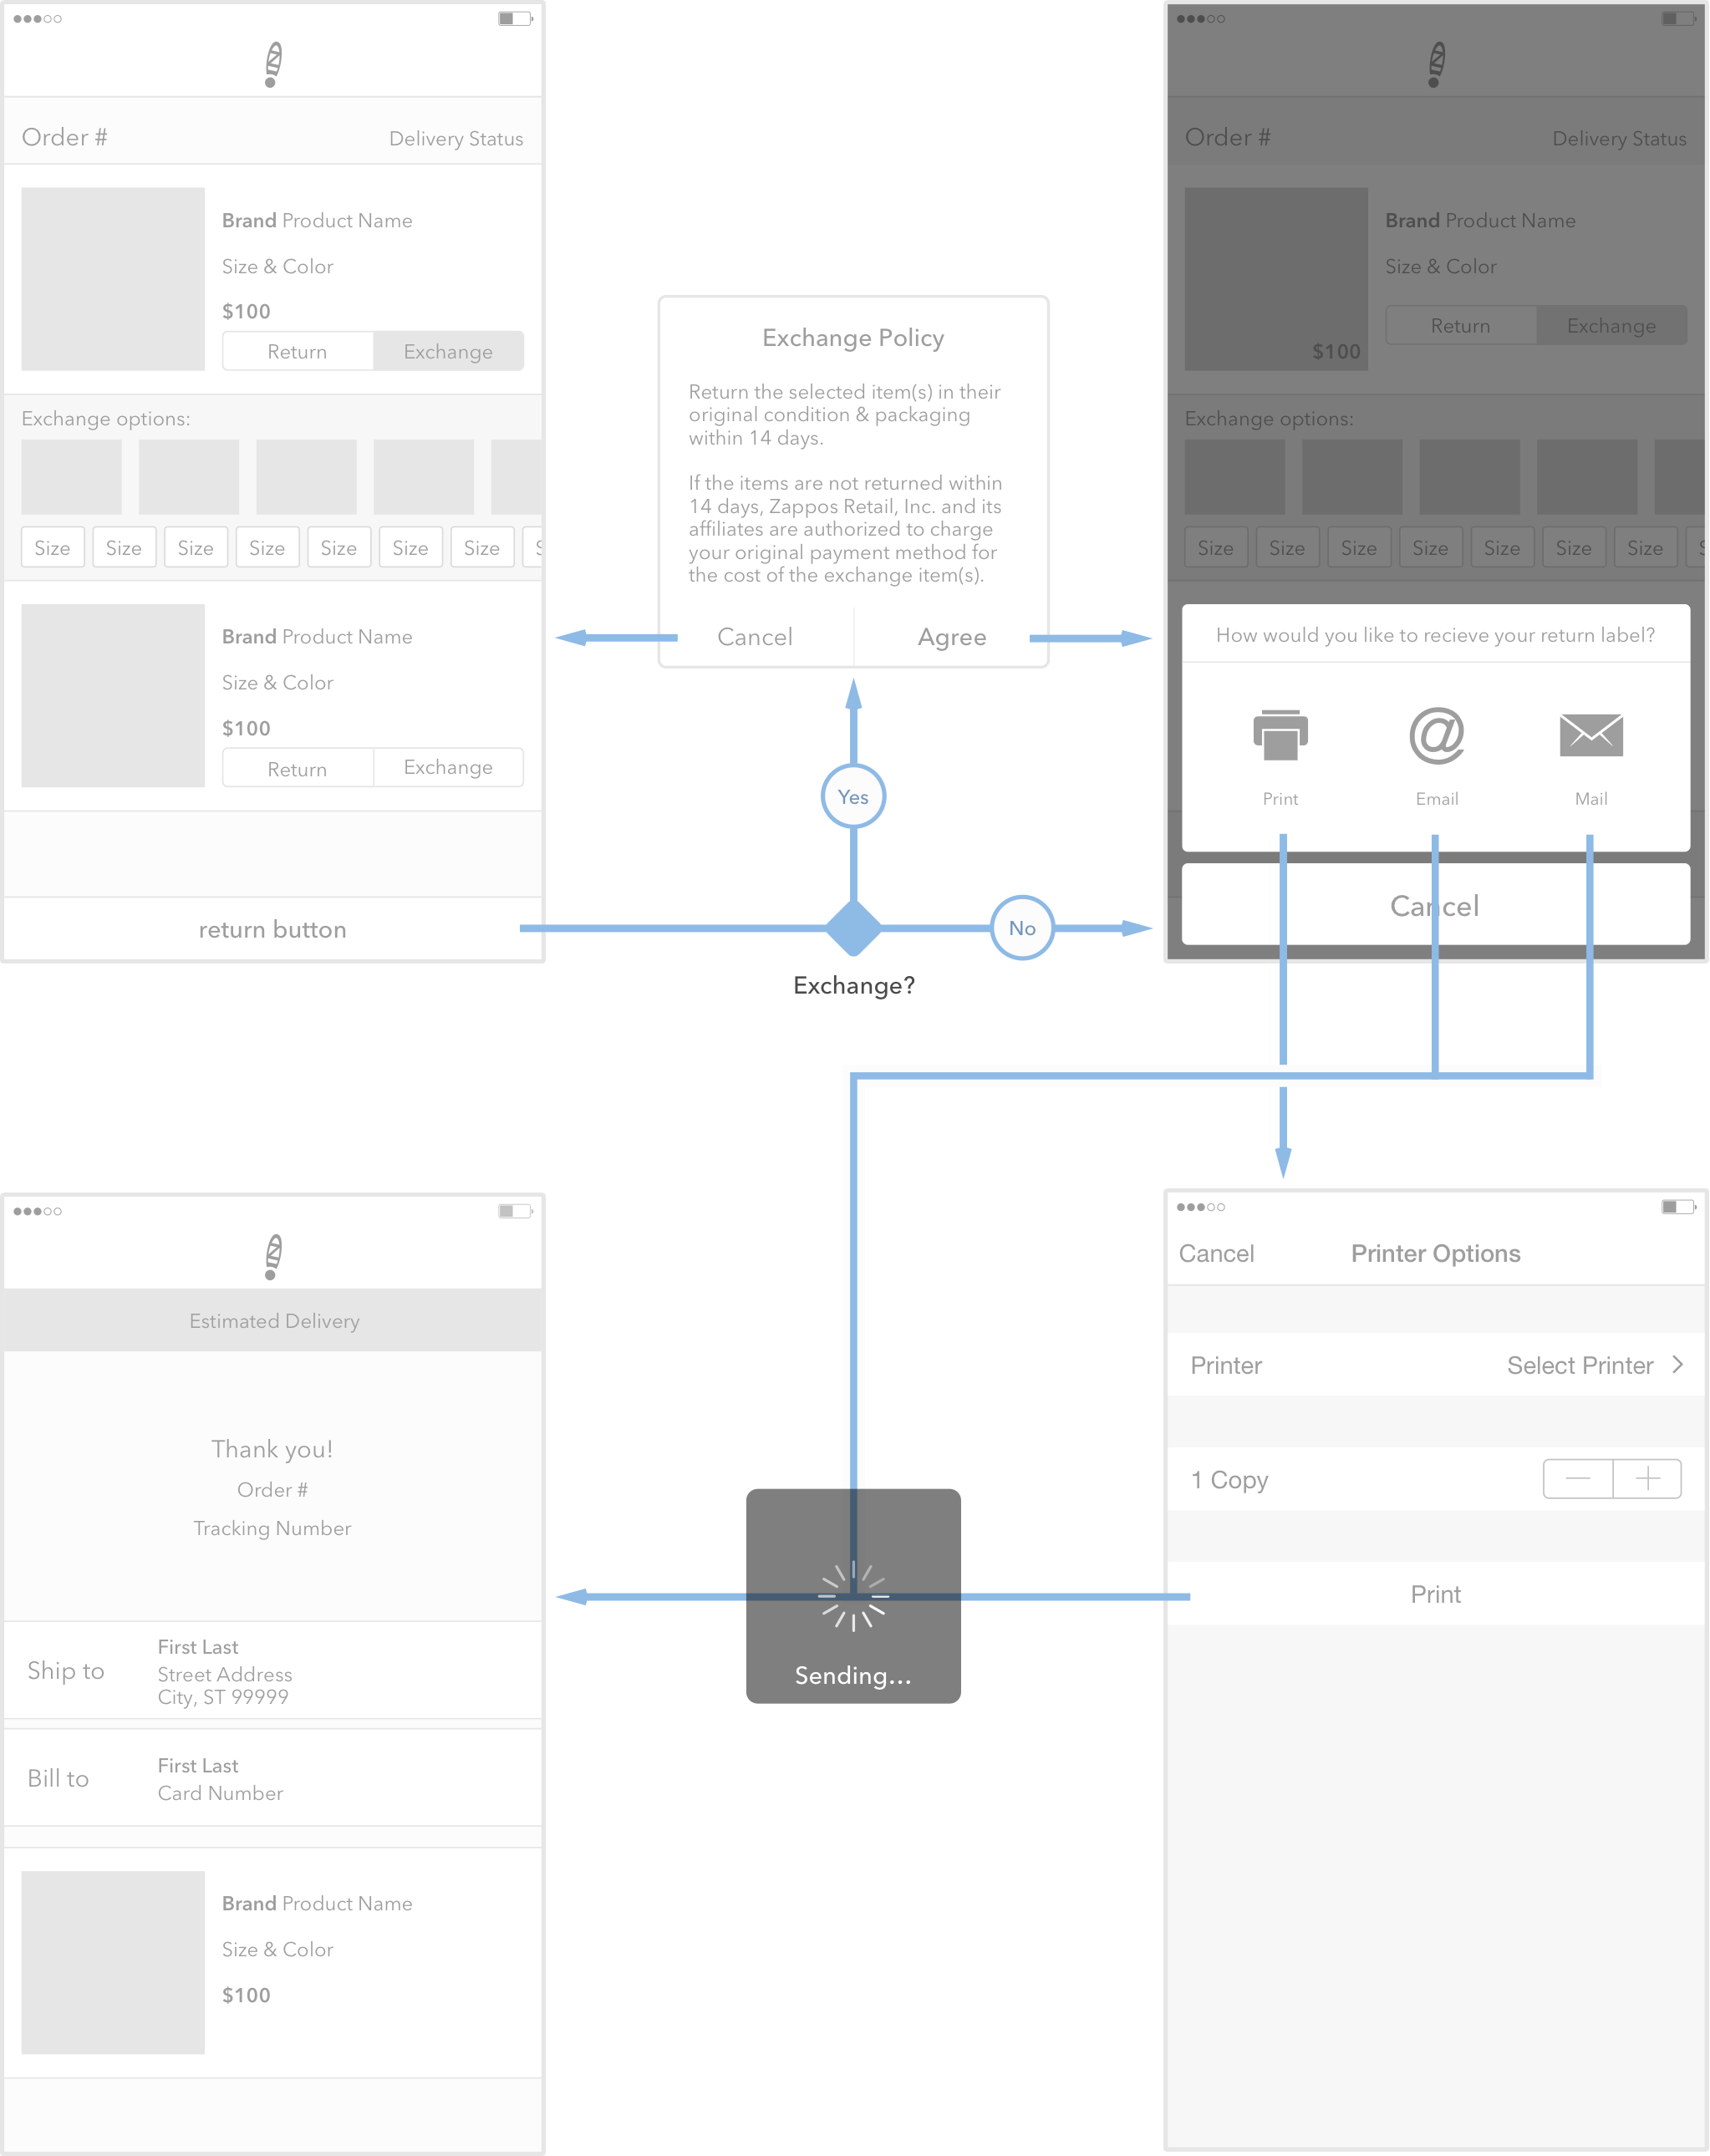 Order #
Delivery Status
Brand Product Name
Size & Color
$100
Return
Exchange
Exchange options:
Size
Size
Size
Size
Size
Size
Size
S
Brand Product Name
Size & Color
$100
Return
Exchange
return button
Exchange Policy
Return the selected item(s) in their
original condition & packaging
within 14 days.
If the items are not returned within
14 days, Zappos Retail, Inc. and its
affiliates are authorized to charge
your original payment method for
the cost of the exchange item(s).
Cancel
Agree
Yes
No
Exchange?
Order #
Delivery Status
Brand Product Name
Size & Color
$100
Return
Exchange
Exchange options:
Size
Size
Size
Size
Size
Size
Size
S
How would you like to recieve your return label?
Print
Email
Mail
Cancel
Estimated Delivery
Thank you!
Order #
Tracking Number
Ship to
First Last
Street Address
City, ST 99999
Bill to
First Last
Card Number
Brand Product Name
Size & Color
$100
Sending...
Cancel
Printer Options
Printer
Select Printer
1 Copy
Print